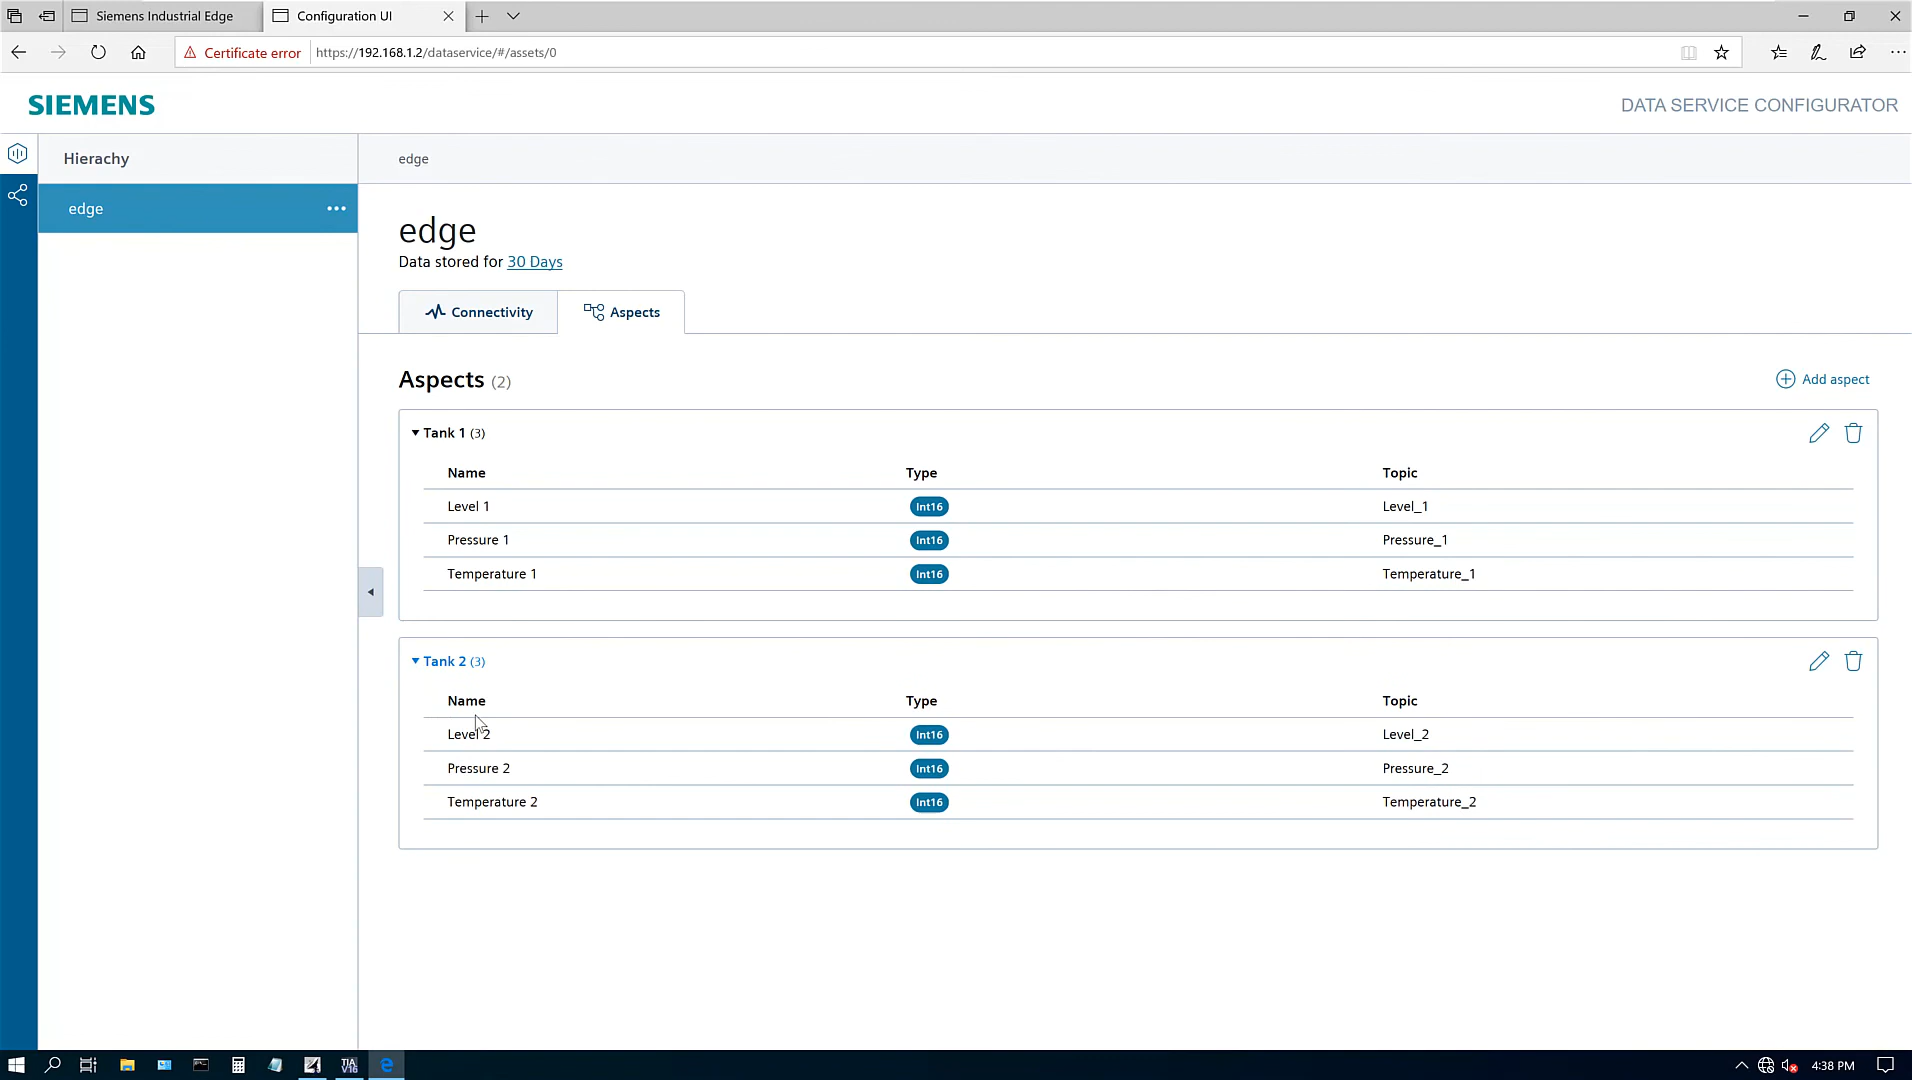 Siemens Industrial Edge
Configuration UI
Certificate error
https://192.168.1.2/dataservice/#/assets/0
SIEMENS
DATA SERVICE CONFIGURATOR
Hierachy
edge
edge
edge
Data stored for 30 Days
Connectivity
Aspects
Aspects (2)
Add aspect
Tank 1 (3)
Name Type Topic
Level 1 Int16 Level_1
Pressure 1 Int16 Pressure_1
Temperature 1 Int16 Temperature_1
Tank 2 (3)
Name Type Topic
Level 2 Int16 Level_2
Pressure 2 Int16 Pressure_2
Temperature 2 Int16 Temperature_2
TIA V16
4:38 PM